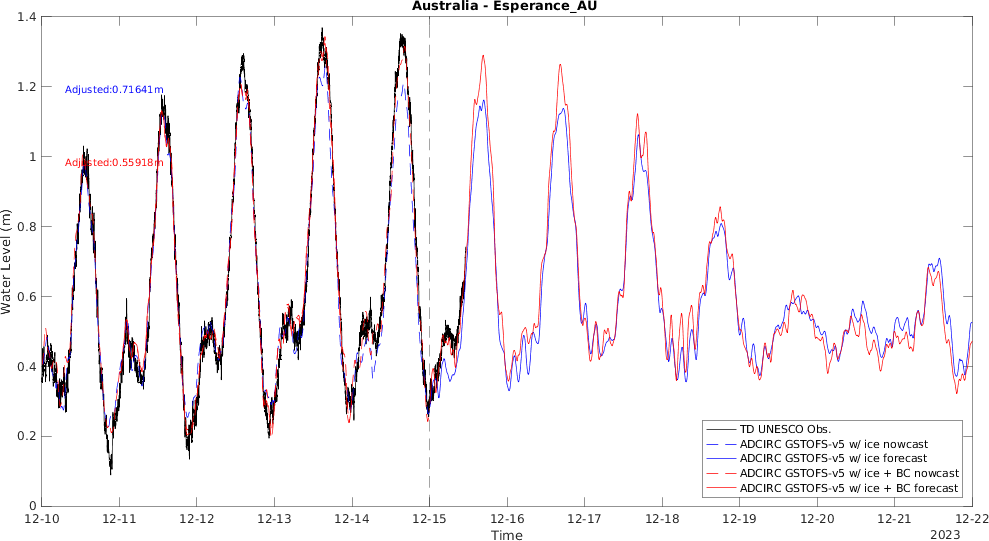 Australia - Esperance_AU
1.4
1.2
1
0.8
0.6
0.4
0.2
0
Water Level (m)
Adjusted:0.71641m
Adjusted:0.55918m
TD UNESCO Obs.
ADCIRC GSTOFS-v5 w/ ice nowcast
ADCIRC GSTOFS-v5 w/ ice forecast
ADCIRC GSTOFS-v5 w/ ice + BC nowcast
ADCIRC GSTOFS-v5 w/ ice + BC forecast
12-10 12-11 12-12 12-13 12-14 12-15 12-16 12-17 12-18 12-19 12-20 12-21 12-22
Time
2023